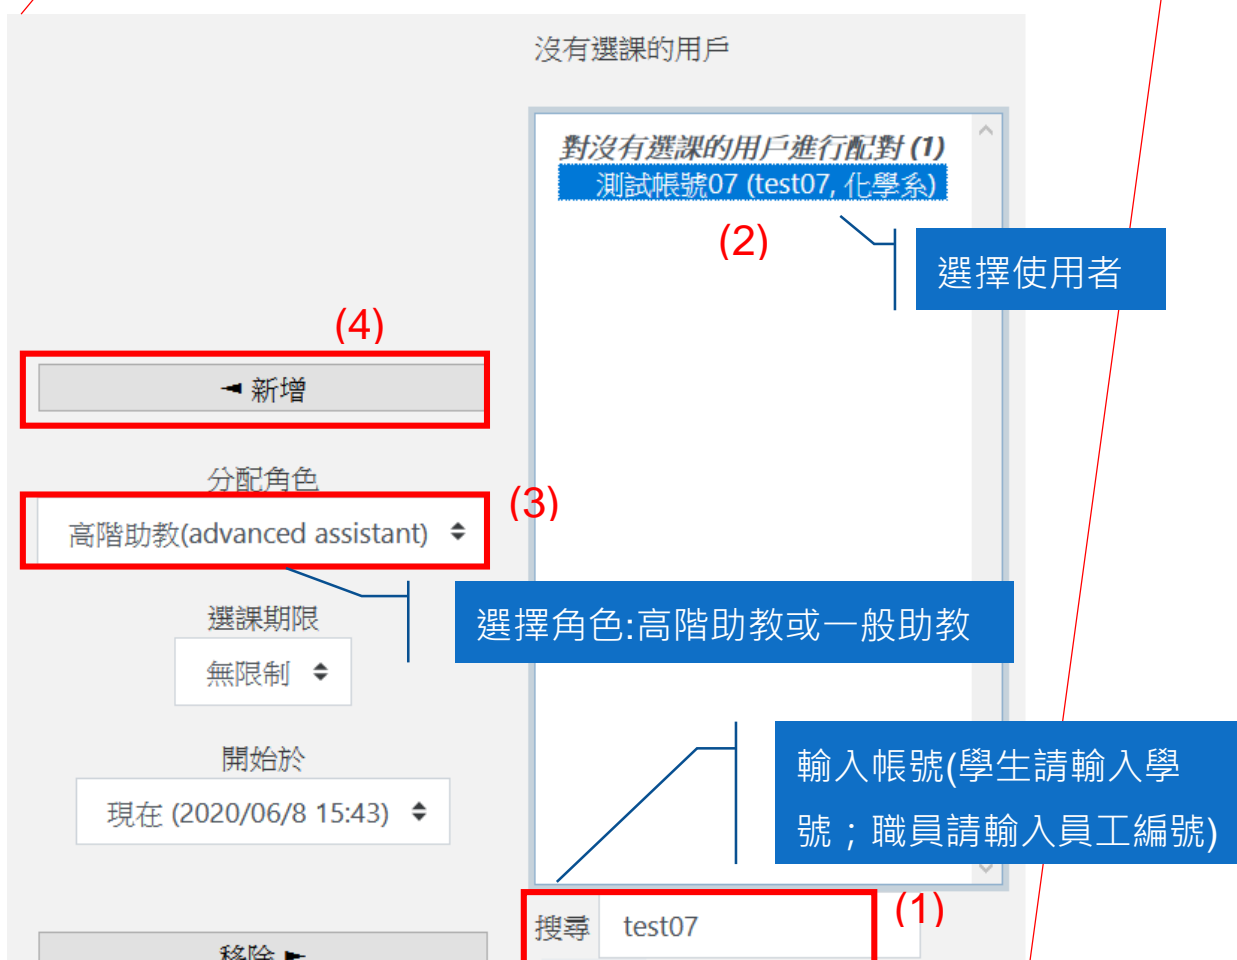 沒有選課的用戶
對沒有選課的用戶進行配對 (1)
測試帳號07 (test07, 化學系)
(2)
選擇使用者
(4)
新增
分配角色
(3)
高階助教(advanced assistant)
選擇角色:高階助教或一般助教
選課期限
無限制
開始於
現在 (2020/06/8 15:43)
輸入帳號(學生請輸入學
號；職員請輸入員工編號)
(1)
搜尋 test07
移除